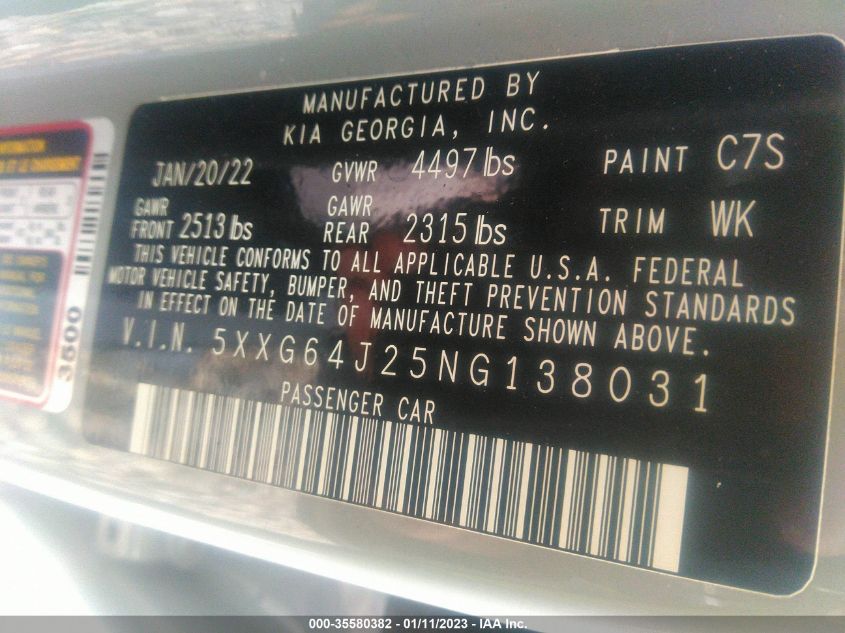 MANUFACTURED BY
KIA GEORGIA, INC.
JAN/20/22 GVWR 4497 lbs PAINT C7S
GAWR FRONT 2513 lbs GAWR REAR 2315 lbs TRIM WK
THIS VEHICLE CONFORMS TO ALL APPLICABLE U.S.A. FEDERAL
MOTOR VEHICLE SAFETY, BUMPER, AND THEFT PREVENTION STANDARDS
IN EFFECT ON THE DATE OF MANUFACTURE SHOWN ABOVE.
V.I.N. 5XXG64J25NG138031
PASSENGER CAR
3500
000-35580382 - 01/11/2023 - IAA Inc.